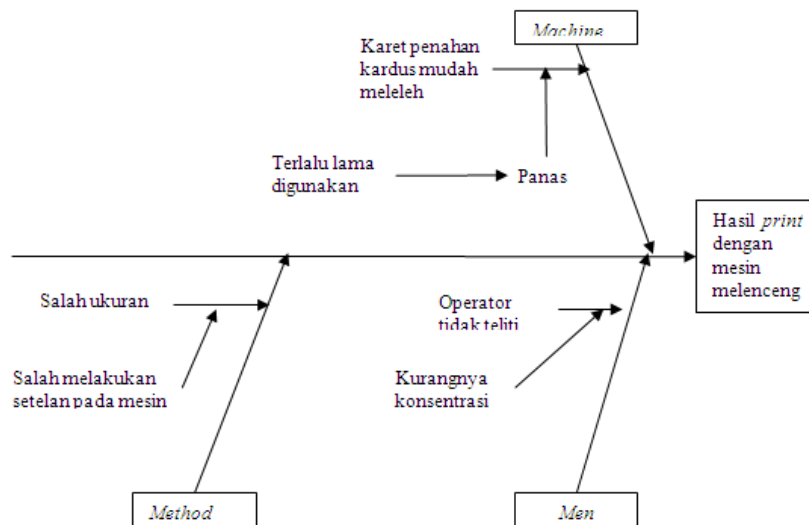 Machine
Karet penahan
kardus mudah
meleleh
Terlalu lama
digunakan
Panas
Hasil print
dengan
mesin
melenceng
Salah ukuran
Operator
tidak teliti
Salah melakukan
setelan pada mesin
Kurangnya
konsentrasi
Method
Men